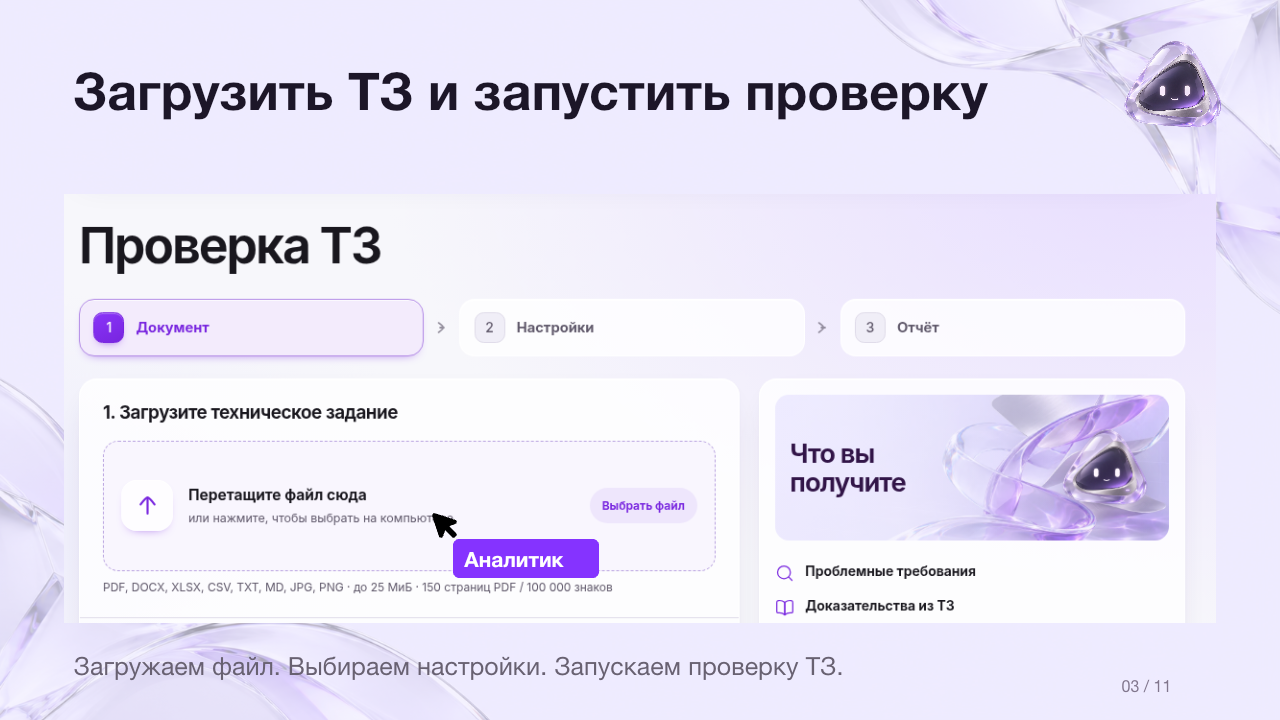 Загрузить ТЗ и запустить проверку
Проверка ТЗ
1 Документ
2 Настройки
3 Отчёт
1. Загрузите техническое задание
Перетащите файл сюда
или нажмите, чтобы выбрать на
Выбрать файл
Аналитик
PDF, DOCX, XLSX, CSV, TXT, MD, JPG, PNG · до 25 МиБ · 150 страниц PDF / 100 000 знаков
Что вы
получите
Проблемные требования
Доказательства из ТЗ
Загружаем файл. Выбираем настройки. Запускаем проверку ТЗ.
03 / 11